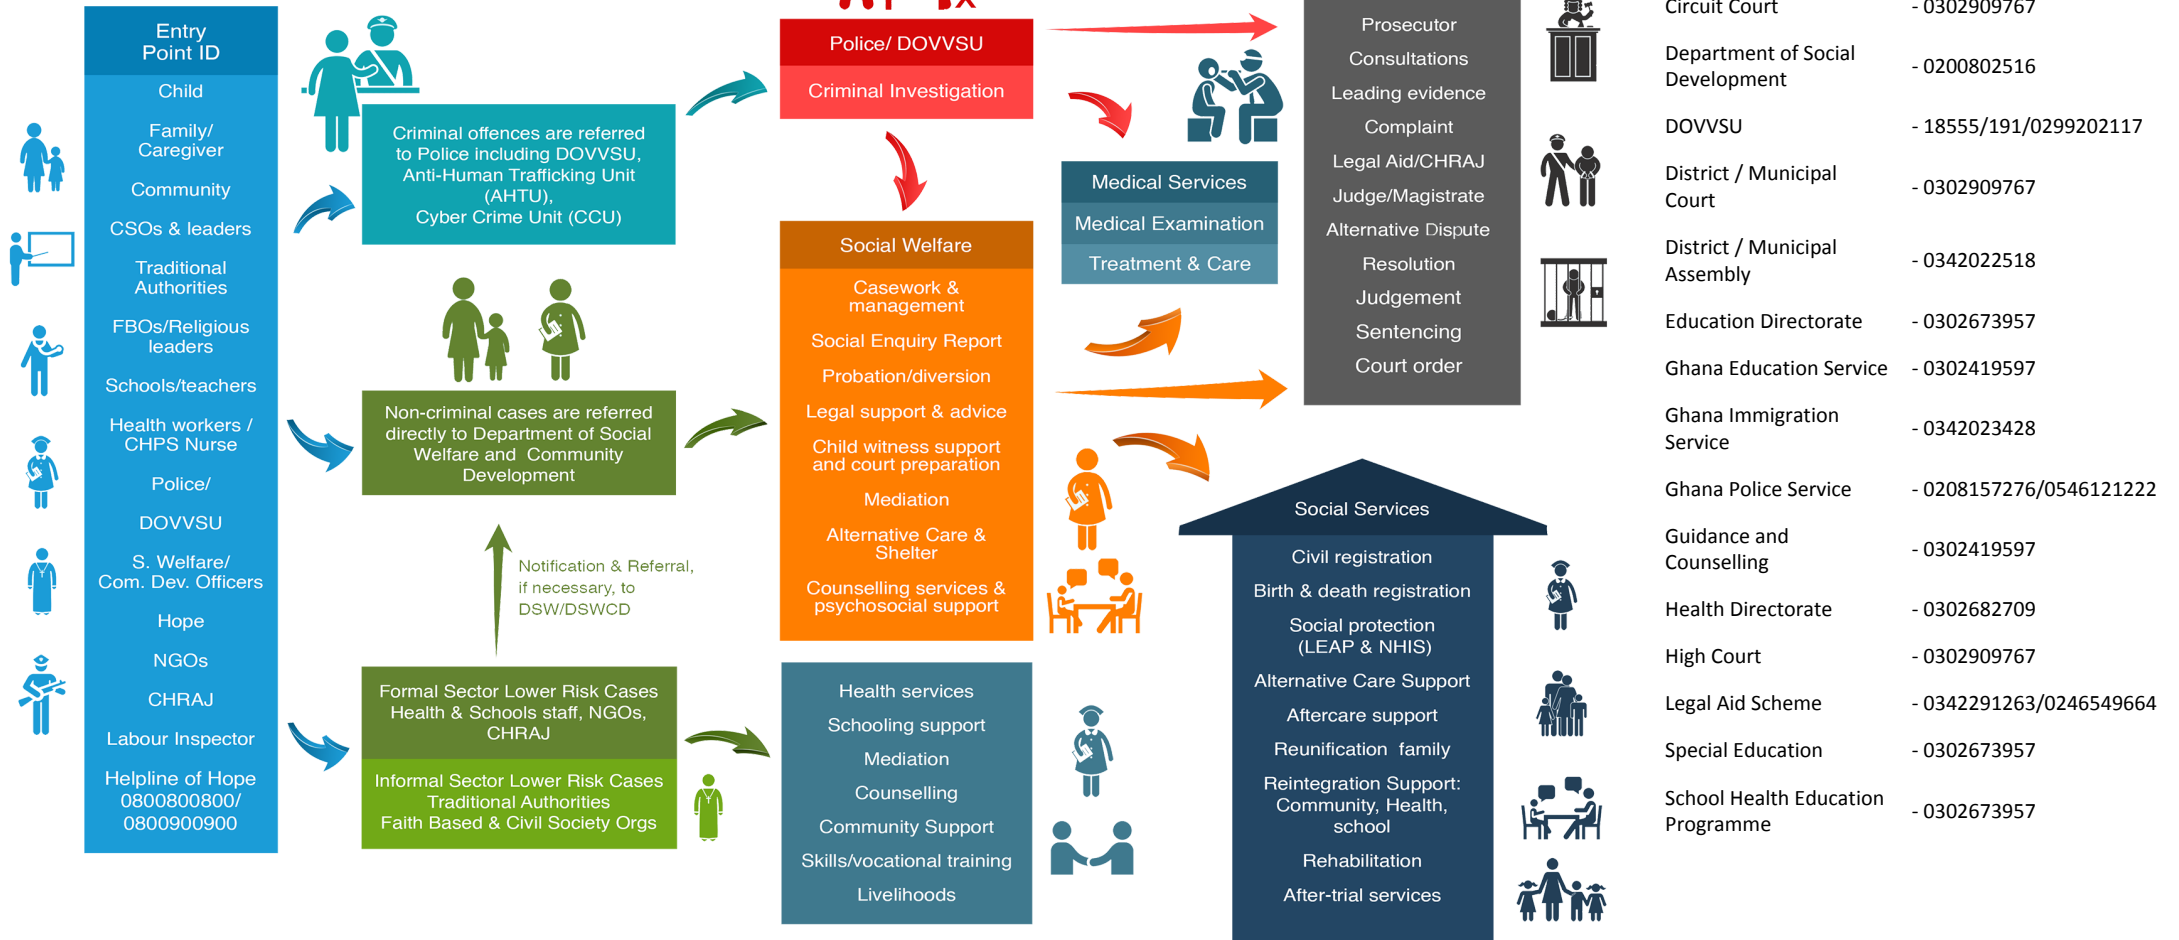 Entry
Point ID
Child
Family/
Caregiver
Community
CSOs & leaders
Traditional
Authorities
FBOs/Religious
leaders
Schools/teachers
Health workers /
CHPS Nurse
Police/
DOVVSU
S. Welfare/
Com. Dev. Officers
Hope
NGOs
CHRAJ
Labour Inspector
Helpline of Hope
0800800800/
0800900900
Criminal offences are referred
to Police including DOVVSU,
Anti-Human Trafficking Unit
(AHTU),
Cyber Crime Unit (CCU)
Non-criminal cases are referred
directly to Department of Social
Welfare and Community
Development
Notification & Referral,
if necessary, to
DSW/DSWCD
Formal Sector Lower Risk Cases
Health & Schools staff, NGOs,
CHRAJ
Informal Sector Lower Risk Cases
Traditional Authorities
Faith Based & Civil Society Orgs
Police/ DOVVSU
Criminal Investigation
Social Welfare
Casework &
management
Social Enquiry Report
Probation/diversion
Legal support & advice
Child witness support
and court preparation
Mediation
Alternative Care &
Shelter
Counselling services &
psychosocial support
Health services
Schooling support
Mediation
Counselling
Community Support
Skills/vocational training
Livelihoods
Medical Services
Medical Examination
Treatment & Care
Prosecutor
Consultations
Leading evidence
Complaint
Legal Aid/CHRAJ
Judge/Magistrate
Alternative Dispute
Resolution
Judgement
Sentencing
Court order
Social Services
Civil registration
Birth & death registration
Social protection
(LEAP & NHIS)
Alternative Care Support
Aftercare support
Reunification family
Reintegration Support:
Community, Health,
school
Rehabilitation
After-trial services
Circuit Court - 0302909767
Department of Social
Development - 0200802516
DOVVSU - 18555/191/0299202117
District / Municipal
Court - 0302909767
District / Municipal
Assembly - 0342022518
Education Directorate - 0302673957
Ghana Education Service - 0302419597
Ghana Immigration
Service - 0342023428
Ghana Police Service - 0208157276/0546121222
Guidance and
Counselling - 0302419597
Health Directorate - 0302682709
High Court - 0302909767
Legal Aid Scheme - 0342291263/0246549664
Special Education - 0302673957
School Health Education
Programme - 0302673957